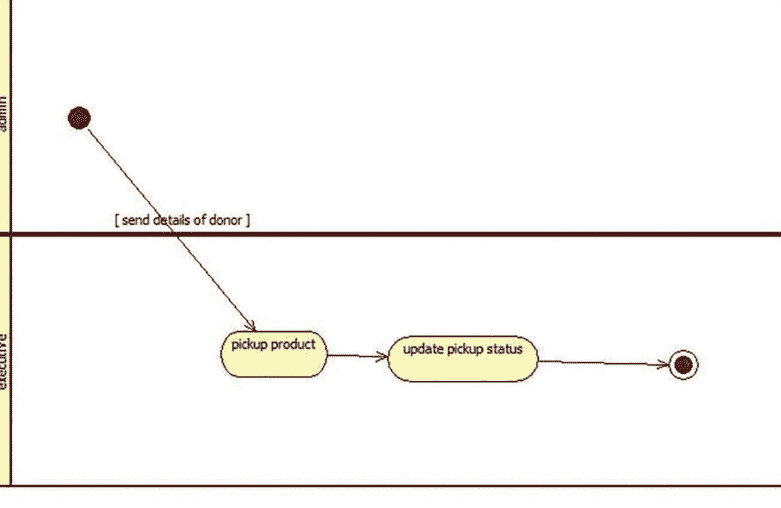 admin
[ send details of donor ]
executive
pickup product
update pickup status